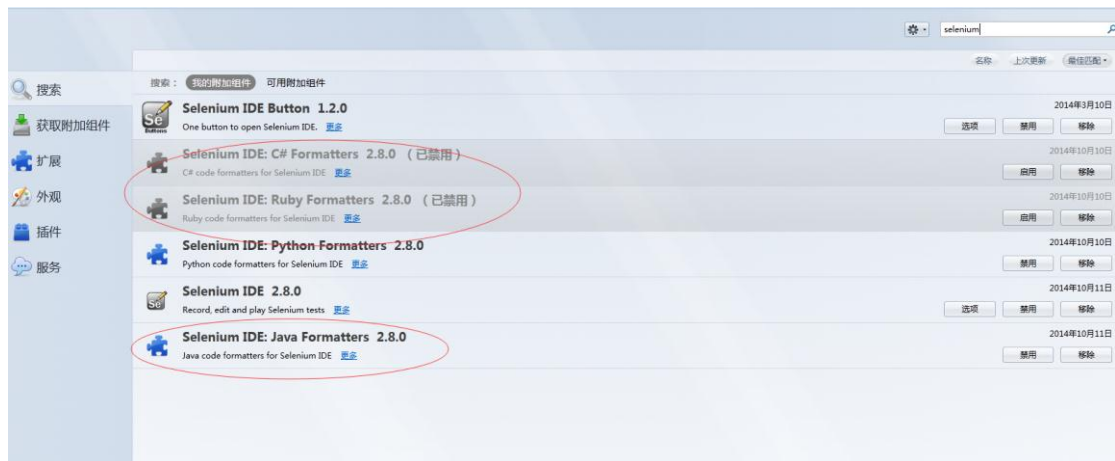 selenium
名称 上次更新 最佳匹配
搜索
搜索： 我的附加组件 可用附加组件
获取附加组件
扩展
外观
插件
服务
Selenium IDE Button 1.2.0 2014年3月10日
One button to open Selenium IDE. 更多 选项 禁用 移除
Selenium IDE: C# Formatters 2.8.0 （已禁用） 2014年10月10日
C# code formatters for Selenium IDE 更多 启用 移除
Selenium IDE: Ruby Formatters 2.8.0 （已禁用） 2014年10月10日
Ruby code formatters for Selenium IDE 更多 启用 移除
Selenium IDE: Python Formatters 2.8.0 2014年10月10日
Python code formatters for Selenium IDE 更多 禁用 移除
Selenium IDE 2.8.0 2014年10月11日
Record, edit and play Selenium tests 更多 选项 禁用 移除
Selenium IDE: Java Formatters 2.8.0 2014年10月11日
Java code formatters for Selenium IDE 更多 禁用 移除